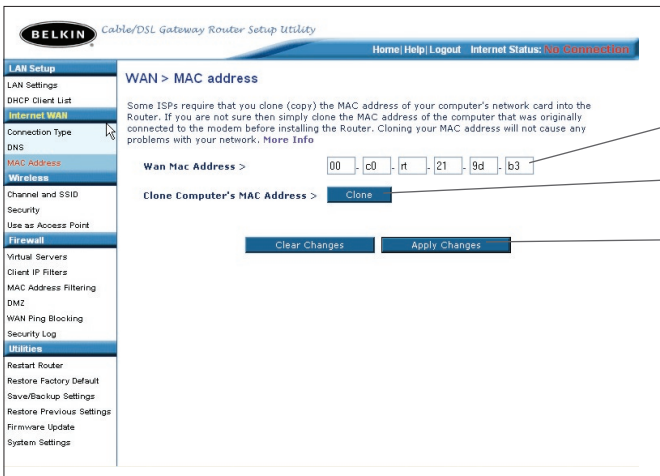 BELKIN Cable/DSL Gateway Router Setup Utility
Home| Help| Logout Internet Status: No Connection
LAN Setup
LAN Settings
DHCP Client List
Internet WAN
Connection Type
DNS
MAC Address
Wireless
Channel and SSID
Security
Use as Access Point
Firewall
Virtual Servers
Client IP Filters
MAC Address Filtering
DMZ
WAN Ping Blocking
Security Log
Utilities
Restart Router
Restore Factory Default
Save/Backup Settings
Restore Previous Settings
Firmware Update
System Settings
WAN > MAC address
Some ISPs require that you clone (copy) the MAC address of your computer's network card into the
Router. If you are not sure then simply clone the MAC address of the computer that was originally
connected to the modem before installing the Router. Cloning your MAC address will not cause any
problems with your network. More Info
Wan Mac Address > 00 - c0 - rt - 21 - 9d - b3
Clone Computer's MAC Address > Clone
Clear Changes Apply Changes